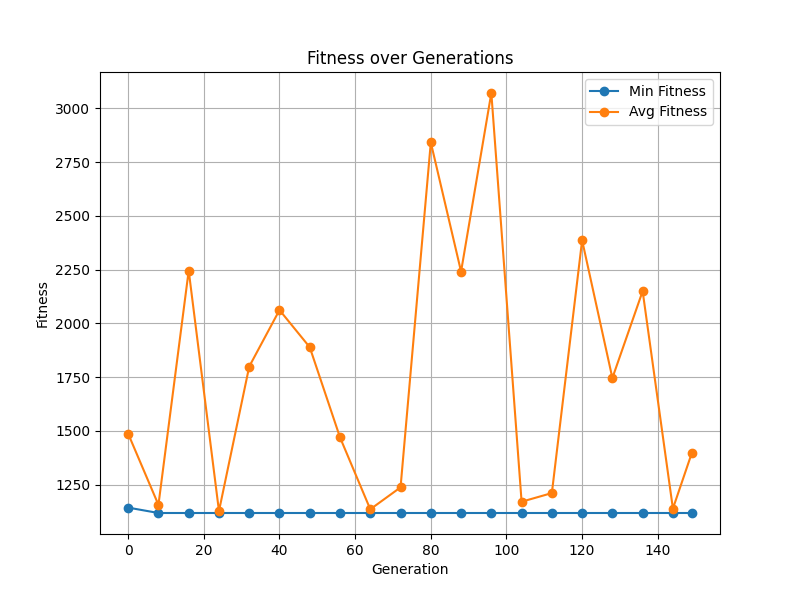 Fitness over Generations
Min Fitness
Avg Fitness
3000
2750
2500
2250
2000
1750
1500
1250
Fitness
0 20 40 60 80 100 120 140
Generation